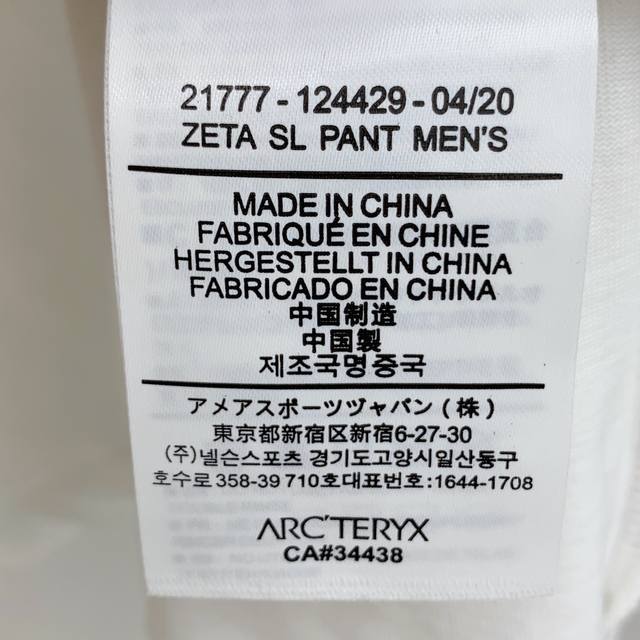 21777 - 124429 - 04/20
ZETA SL PANT MEN'S
MADE IN CHINA
FABRIQUÉ EN CHINE
HERGESTELLT IN CHINA
FABRICADO EN CHINA
中国制造
中国製
제조국명중국
アメアスポーツヅャバン(株)
東京都新宿区新宿6-27-30
(주)넬슨스포츠 경기도고양시일산동구
호수로 358-39 710호대표번호:1644-1708
ARC'TERYX
CA#34438